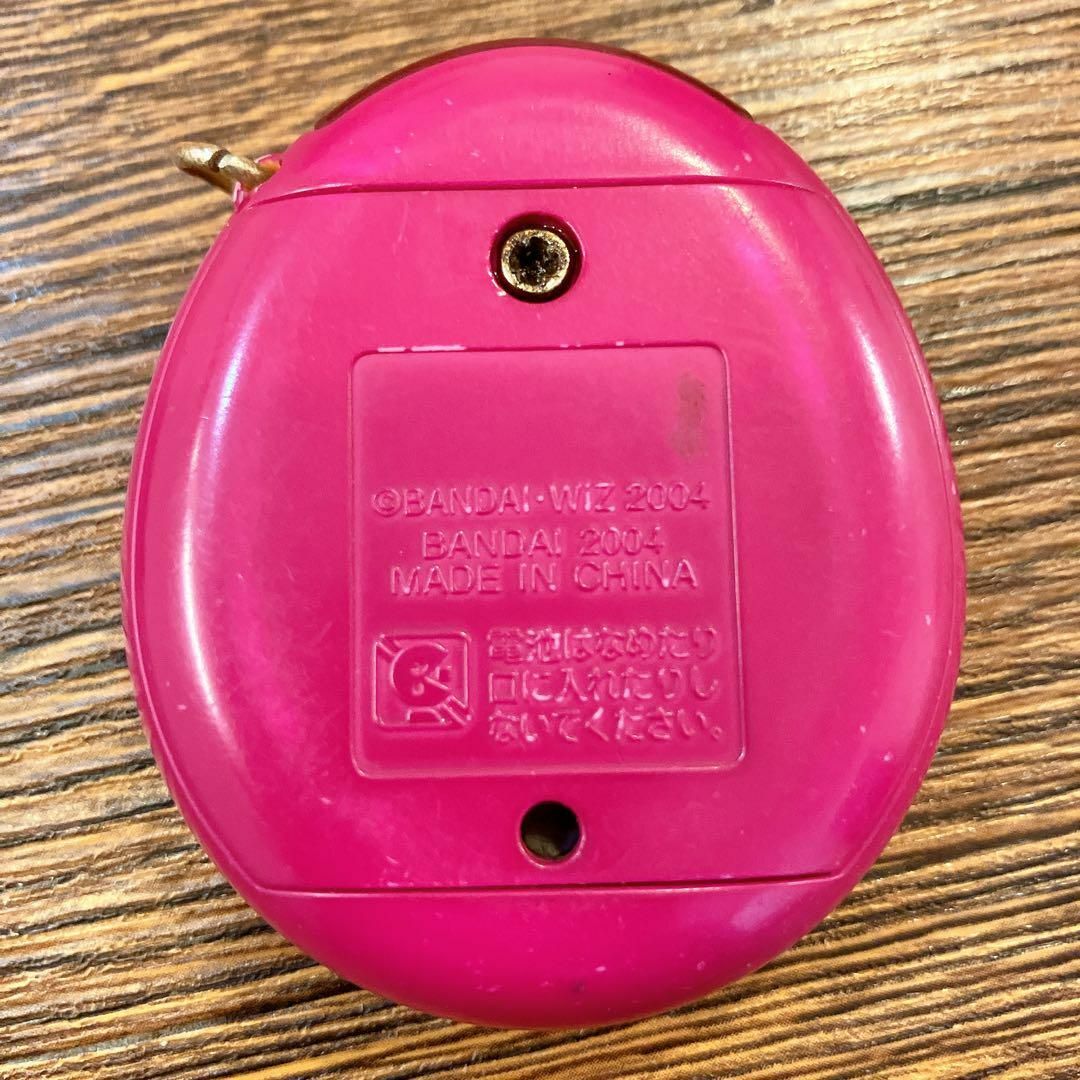 ©BANDAI・WiZ 2004
BANDAI 2004
MADE IN CHINA
電池はなめたり
口に入れたりし
ないでください。